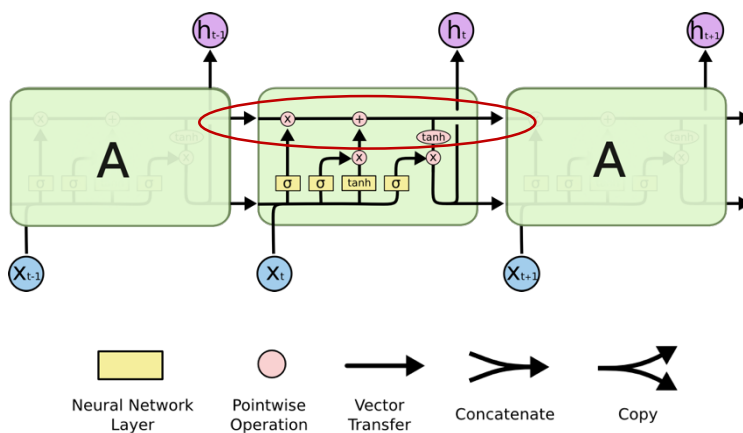 h t-1
h t
h t+1
x +
tanh
x x
σ σ tanh σ
A
A
X t-1
X t
X t+1
Neural Network Layer
Pointwise Operation
Vector Transfer
Concatenate
Copy